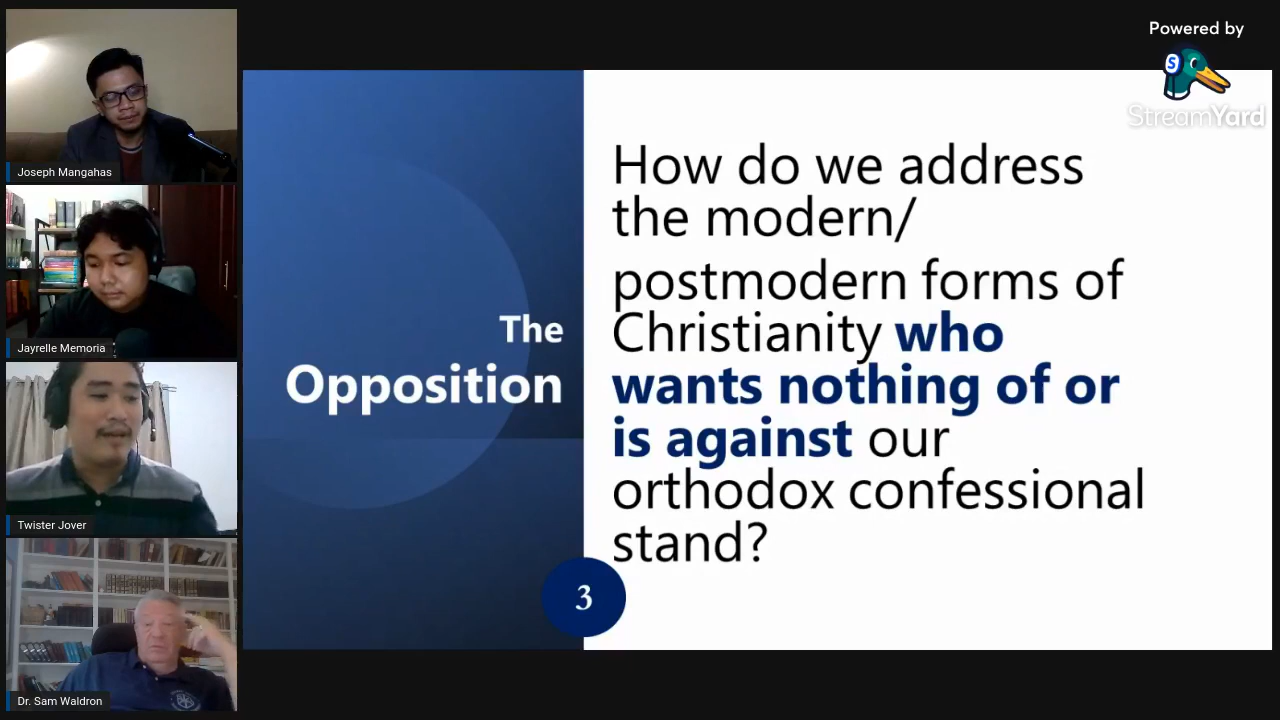 Powered by
S
StreamYard
Joseph Mangahas
Jayrelle Memoria
Twister Jover
Dr. Sam Waldron
The
Opposition
How do we address
the modern/
postmodern forms of
Christianity who
wants nothing of or
is against our
orthodox confessional
stand?
3